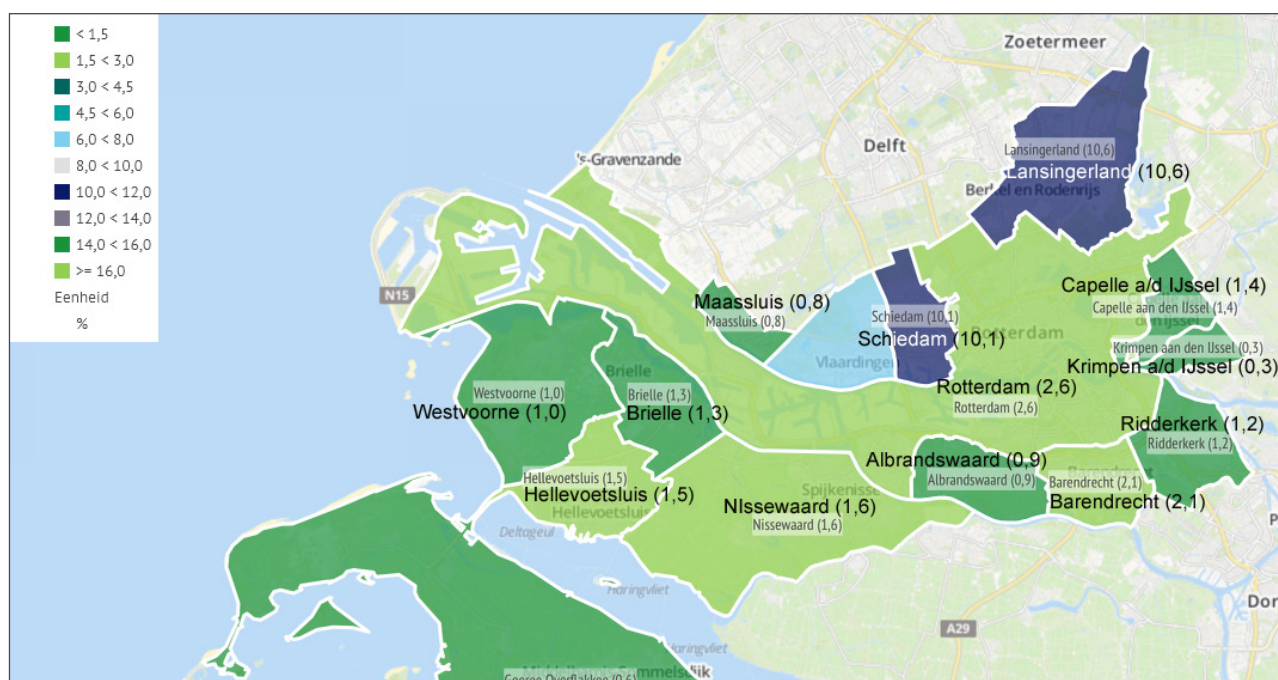 < 1,5
1,5 < 3,0
3,0 < 4,5
4,5 < 6,0
6,0 < 8,0
8,0 < 10,0
10,0 < 12,0
12,0 < 14,0
14,0 < 16,0
>= 16,0
Eenheid
%
Zoetermeer
Delft
's-Gravenzande
Lansingerland (10,6)
Lansingerland (10,6)
Berkel en Rodenrijs
N15
Capelle a/d IJssel (1,4)
Capelle aan den IJssel (1,4)
Maassluis (0,8)
Maassluis (0,8)
Schiedam (10,1)
Schiedam (10,1)
Rotterdam
Vlaardingen
Krimpen aan den IJssel (0,3)
Krimpen a/d IJssel (0,3)
Brielle
Westvoorne (1,0)
Westvoorne (1,0)
Brielle (1,3)
Brielle (1,3)
Rotterdam (2,6)
Rotterdam (2,6)
Ridderkerk (1,2)
Ridderkerk (1,2)
Albrandswaard (0,9)
Albrandswaard (0,9)
Barendrecht
Barendrecht (2,1)
Barendrecht (2,1)
Hellevoetsluis (1,5)
Hellevoetsluis (1,5)
Hellevoetsluis
Spijkenisse
NIssewaard (1,6)
Nissewaard (1,6)
Deltageul
Haringvliet
Haringvliet
A29
Dor
P
Middelharnis Sommelsdijk
Goeree-Overflakkee (0,6)